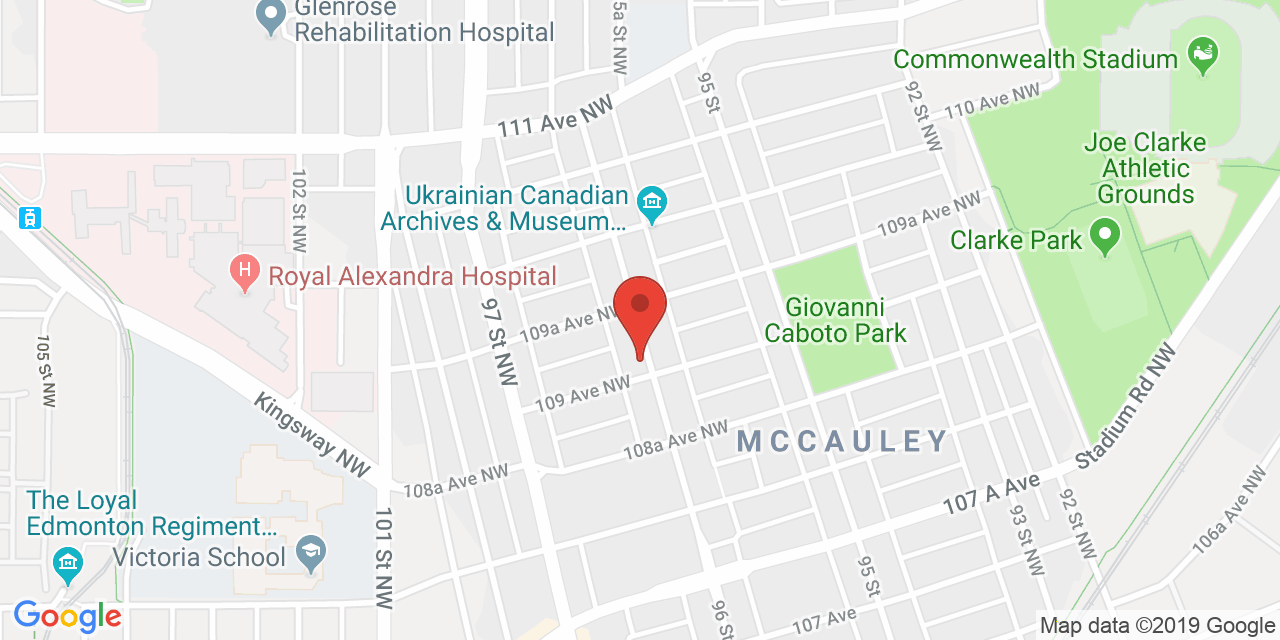 Glenrose
Rehabilitation Hospital
5a St NW
95 St
Commonwealth Stadium
92 St NW
110 Ave NW
111 Ave NW
Joe Clarke
Athletic
Grounds
102 St NW
Ukrainian Canadian
Archives & Museum...
109a Ave NW
Clarke Park
H
Royal Alexandra Hospital
97 St NW
109a Ave NW
Giovanni
Caboto Park
105 St NW
109 Ave NW
Kingsway NW
Stadium Rd NW
108a Ave NW
MCCAULEY
108a Ave NW
107 A Ave
The Loyal
Edmonton Regiment...
101 St NW
93 St NW
92 St NW
106a Ave NW
Victoria School
95 St
96 St
107 Ave
Google
Map data ©2019 Google